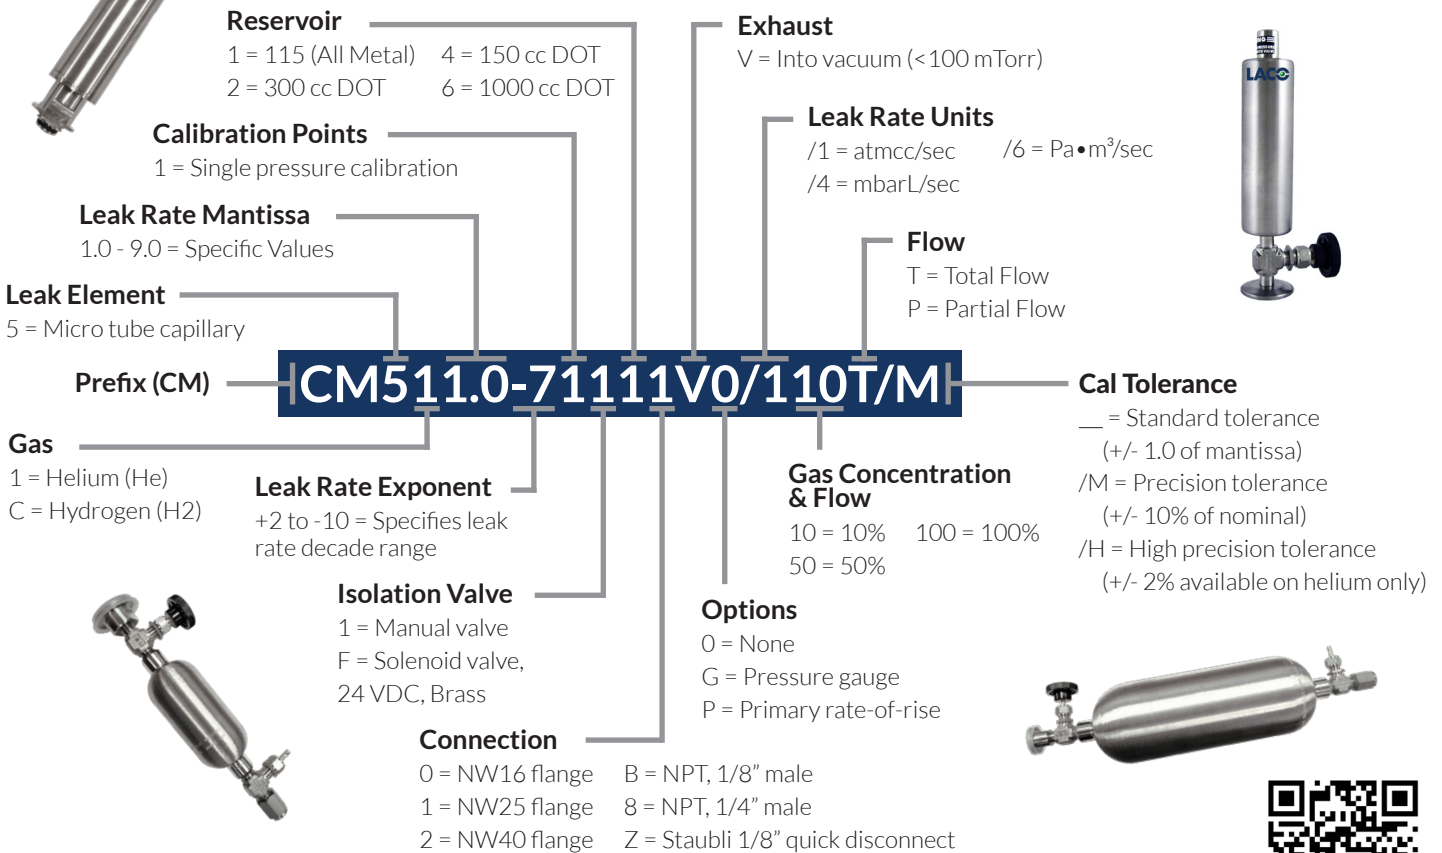 Reservoir
1 = 115 (All Metal) 4 = 150 cc DOT
2 = 300 cc DOT 6 = 1000 cc DOT
Exhaust
V = Into vacuum (<100 mTorr)
LACO
Calibration Points
1 = Single pressure calibration
Leak Rate Units
/1 = atmcc/sec /6 = Pa•m³/sec
/4 = mbarL/sec
Leak Rate Mantissa
1.0 - 9.0 = Specific Values
Flow
T = Total Flow
P = Partial Flow
Leak Element
5 = Micro tube capillary
Prefix (CM)
CM511.0-71111V0/110T/M
Cal Tolerance
__ = Standard tolerance
(+/- 1.0 of mantissa)
/M = Precision tolerance
(+/- 10% of nominal)
/H = High precision tolerance
(+/- 2% available on helium only)
Gas
1 = Helium (He)
C = Hydrogen (H2)
Leak Rate Exponent
+2 to -10 = Specifies leak
rate decade range
Gas Concentration
& Flow
10 = 10% 100 = 100%
50 = 50%
Isolation Valve
1 = Manual valve
F = Solenoid valve,
24 VDC, Brass
Options
0 = None
G = Pressure gauge
P = Primary rate-of-rise
Connection
0 = NW16 flange B = NPT, 1/8” male
1 = NW25 flange 8 = NPT, 1/4” male
2 = NW40 flange Z = Staubli 1/8” quick disconnect